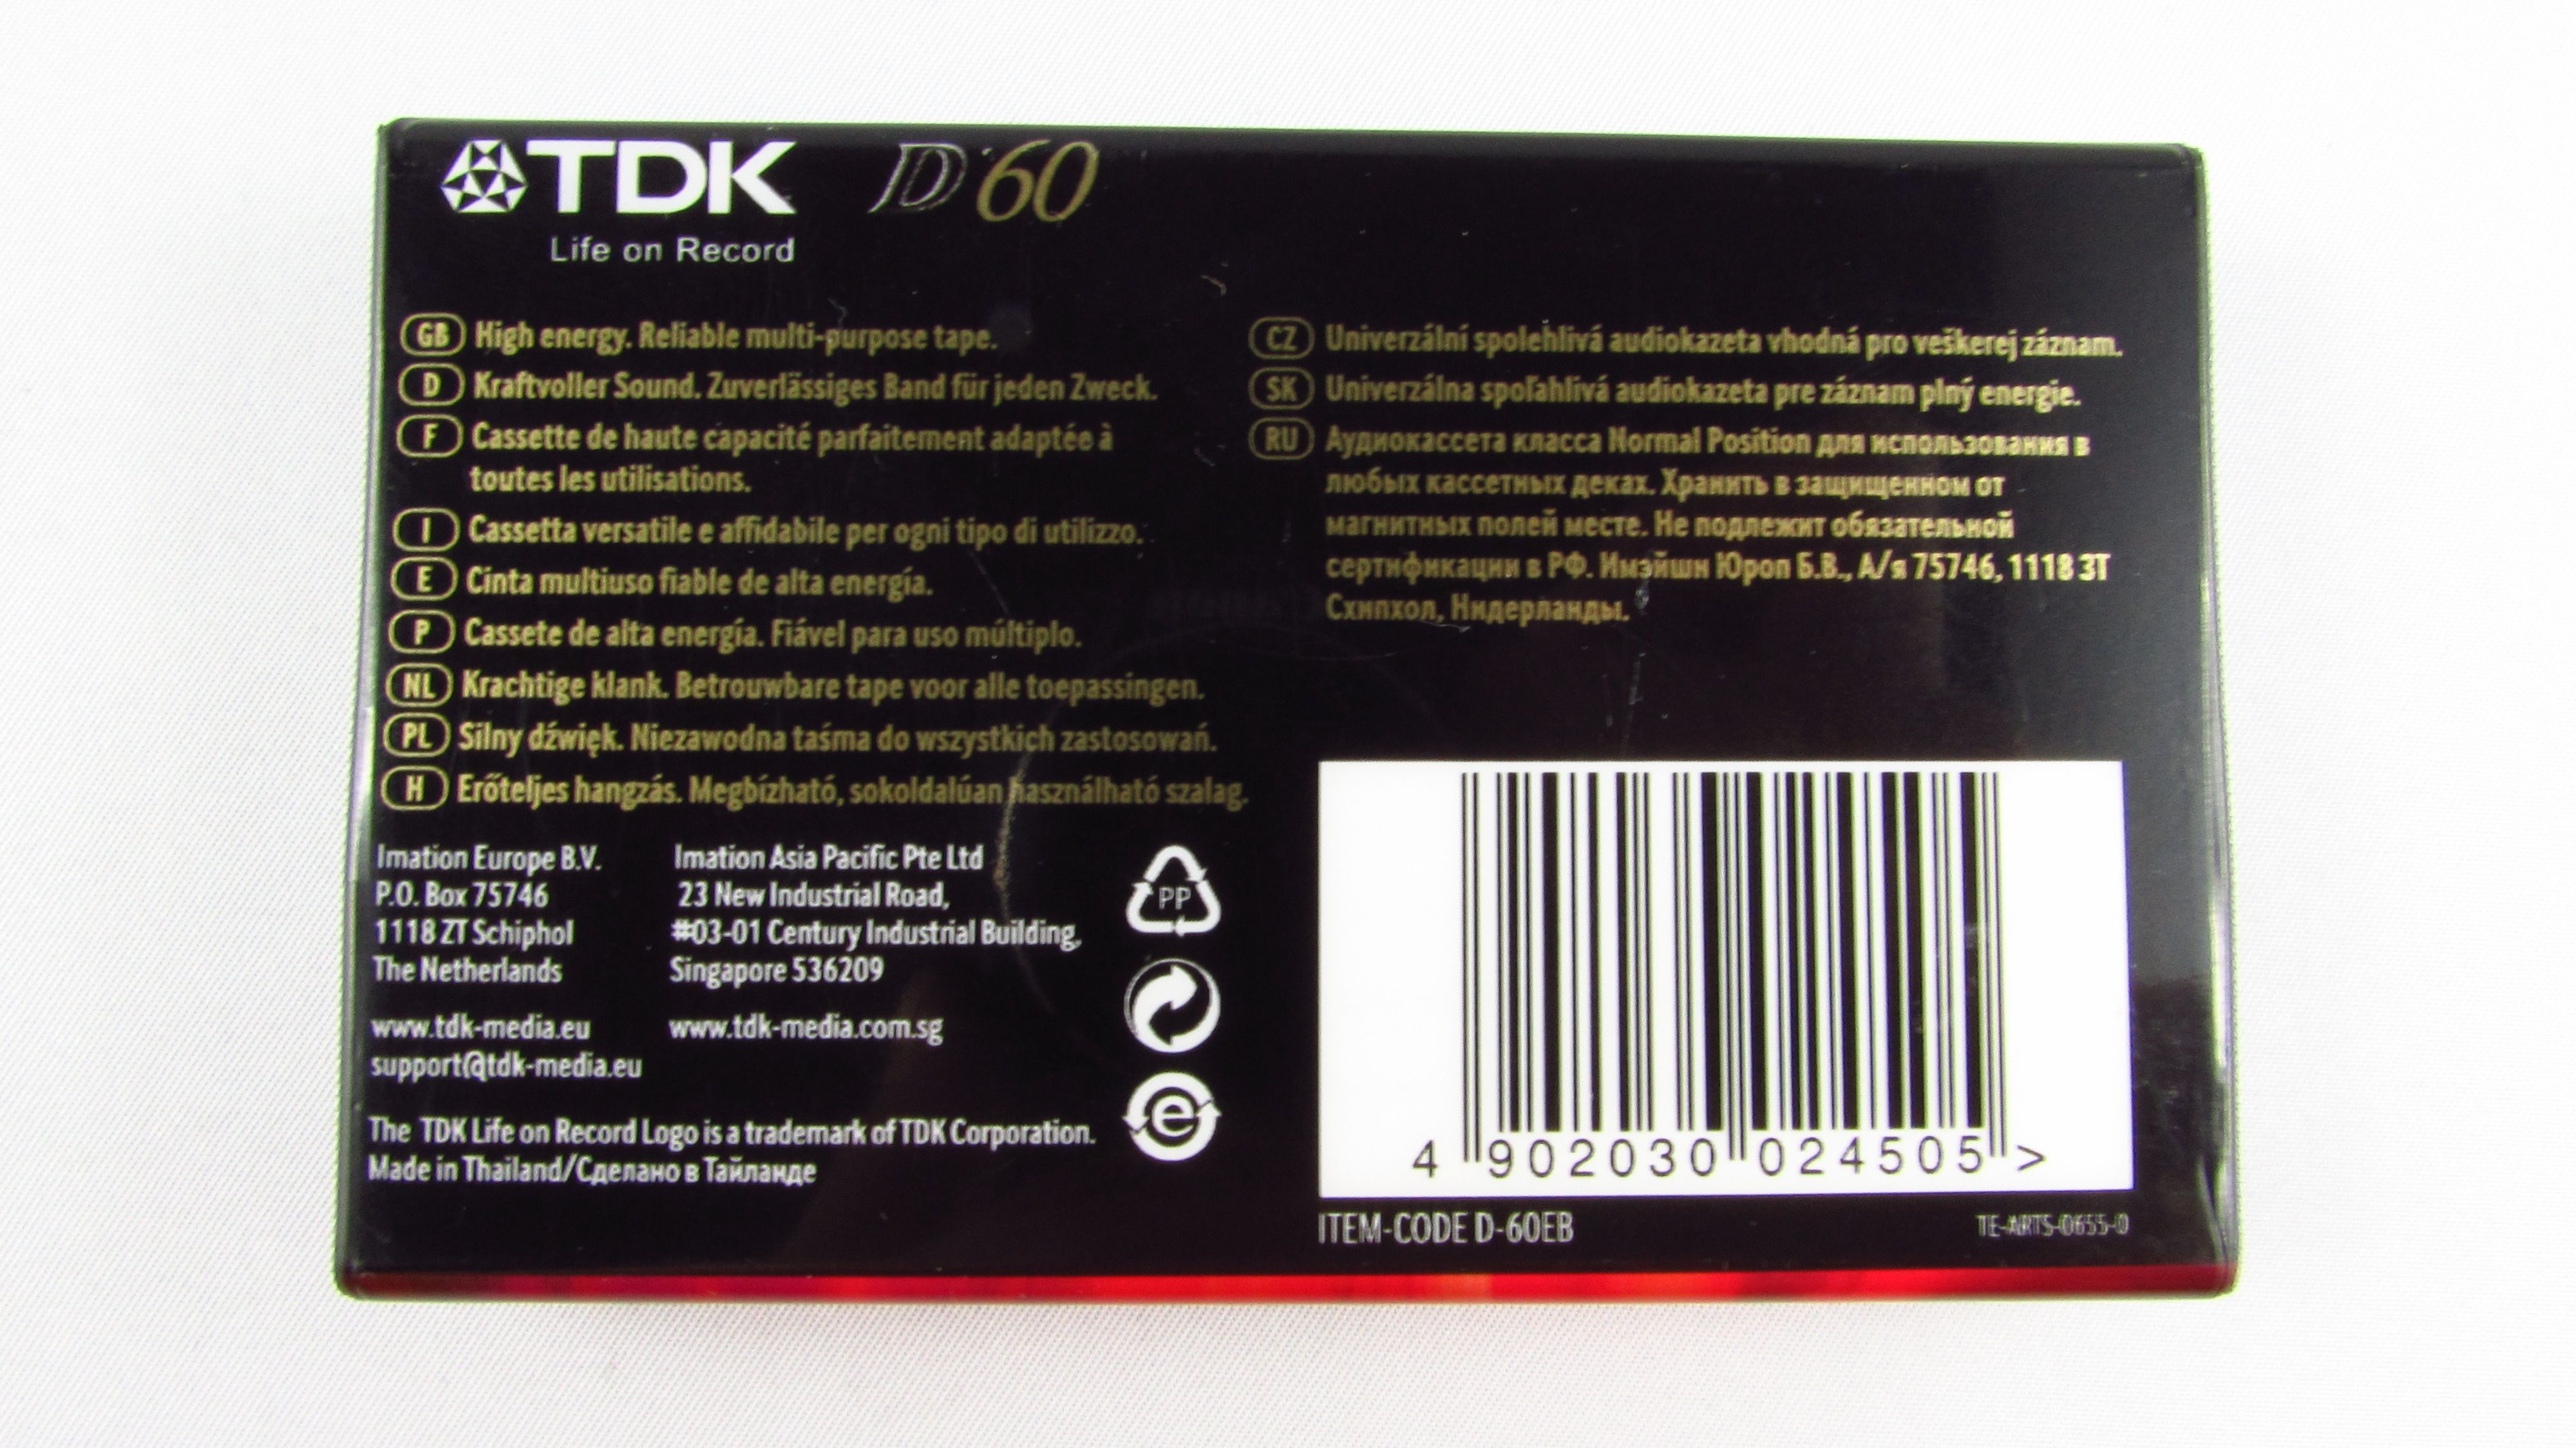 TDK D 60
Life on Record
GB High energy. Reliable multi-purpose tape.
D Kraftvoller Sound. Zuverlässiges Band für jeden Zweck.
F Cassette de haute capacité parfaitement adaptée à
toutes les utilisations.
I Cassetta versatile e affidabile per ogni tipo di utilizzo.
E Cinta multiuso fiable de alta energía.
P Cassete de alta energía. Fiável para uso múltiplo.
NL Krachtige klank. Betrouwbare tape voor alle toepassingen.
PL Silny dźwięk. Niezawodna taśma do wszystkich zastosowań.
H Erőteljes hangzás. Megbízható, sokoldalúan használható szalag.
CZ Univerzální spolehlivá audiokazeta vhodná pro veškerej záznam.
SK Univerzálna spoľahlivá audiokazeta pre záznam plný energie.
RU Аудиокассета класса Normal Position для использования в
любых кассетных деках. Хранить в защищенном от
магнитных полей месте. Не подлежит обязательной
сертификации в РФ. Имэйшн Юроп Б.В., А/я 75746, 1118 ЗТ
Схипхол, Нидерланды.
Imation Europe B.V.
P.O. Box 75746
1118 ZT Schiphol
The Netherlands
www.tdk-media.eu
support@tdk-media.eu
Imation Asia Pacific Pte Ltd
23 New Industrial Road,
#03-01 Century Industrial Building,
Singapore 536209
www.tdk-media.com.sg
The TDK Life on Record Logo is a trademark of TDK Corporation.
Made in Thailand/Сделано в Тайланде
PP
e
4 902030 024505 >
ITEM-CODE D-60EB
TE-ARTS-0655-0